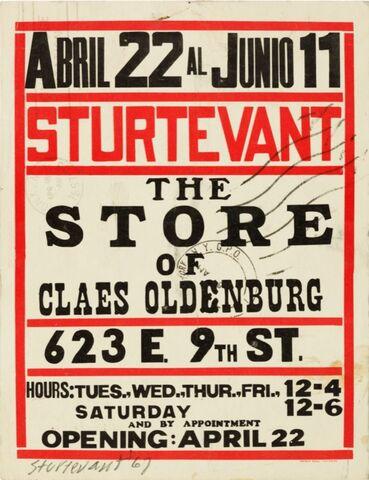 ABRIL 22 AL JUNIO 11
STURTEVANT
THE
STORE
OF
CLAES OLDENBURG
623 E. 9TH ST.
HOURS: TUES., WED., THUR., FRI., 12-4
SATURDAY 12-6
AND BY APPOINTMENT
OPENING: APRIL 22
Sturtevant '67
N.Y. G.P.O.